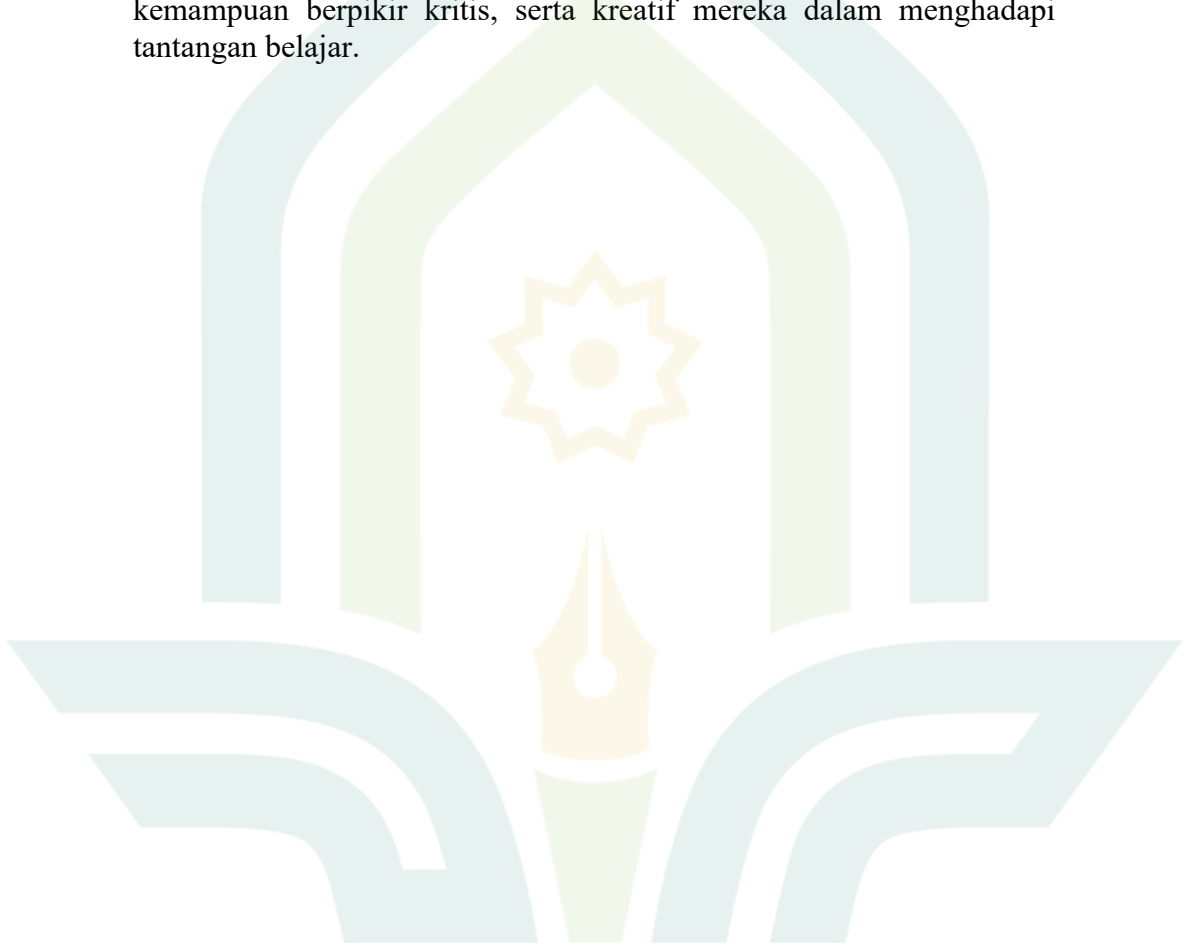 kemampuan berpikir kritis, serta kreatif mereka dalam menghadapi
tantangan belajar.